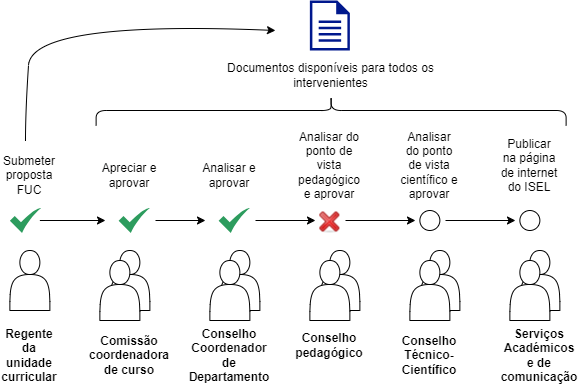 Documentos disponíveis para todos os
intervenientes
Submeter
proposta
FUC
Apreciar e
aprovar
Analisar e
aprovar
Analisar do
ponto de
vista
pedagógico
e aprovar
Analisar
do ponto
de vista
científico e
aprovar
Publicar
na página
de internet
do ISEL
Regente
da
unidade
curricular
Comissão
coordenadora
de curso
Conselho
Coordenador
de
Departamento
Conselho
pedagógico
Conselho
Técnico-
Científico
Serviços
Académicos
e de
comunicação